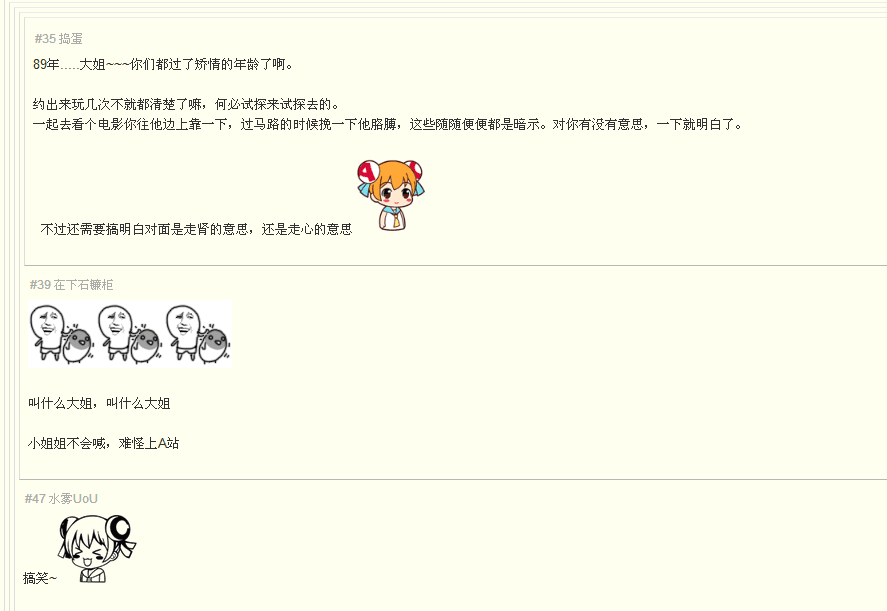 #35 捣蛋
89年.....大姐~~~你们都过了矫情的年龄了啊。
约出来玩几次不就都清楚了嘛，何必试探来试探去的。
一起去看个电影你往他边上靠一下，过马路的时候挽一下他胳膊，这些随随便便都是暗示。对你有没有意思，一下就明白了。
不过还需要搞明白对面是走肾的意思，还是走心的意思
#39 在下石镰柜
叫什么大姐，叫什么大姐
小姐姐不会喊，难怪上A站
#47 水雾UoU
搞笑~